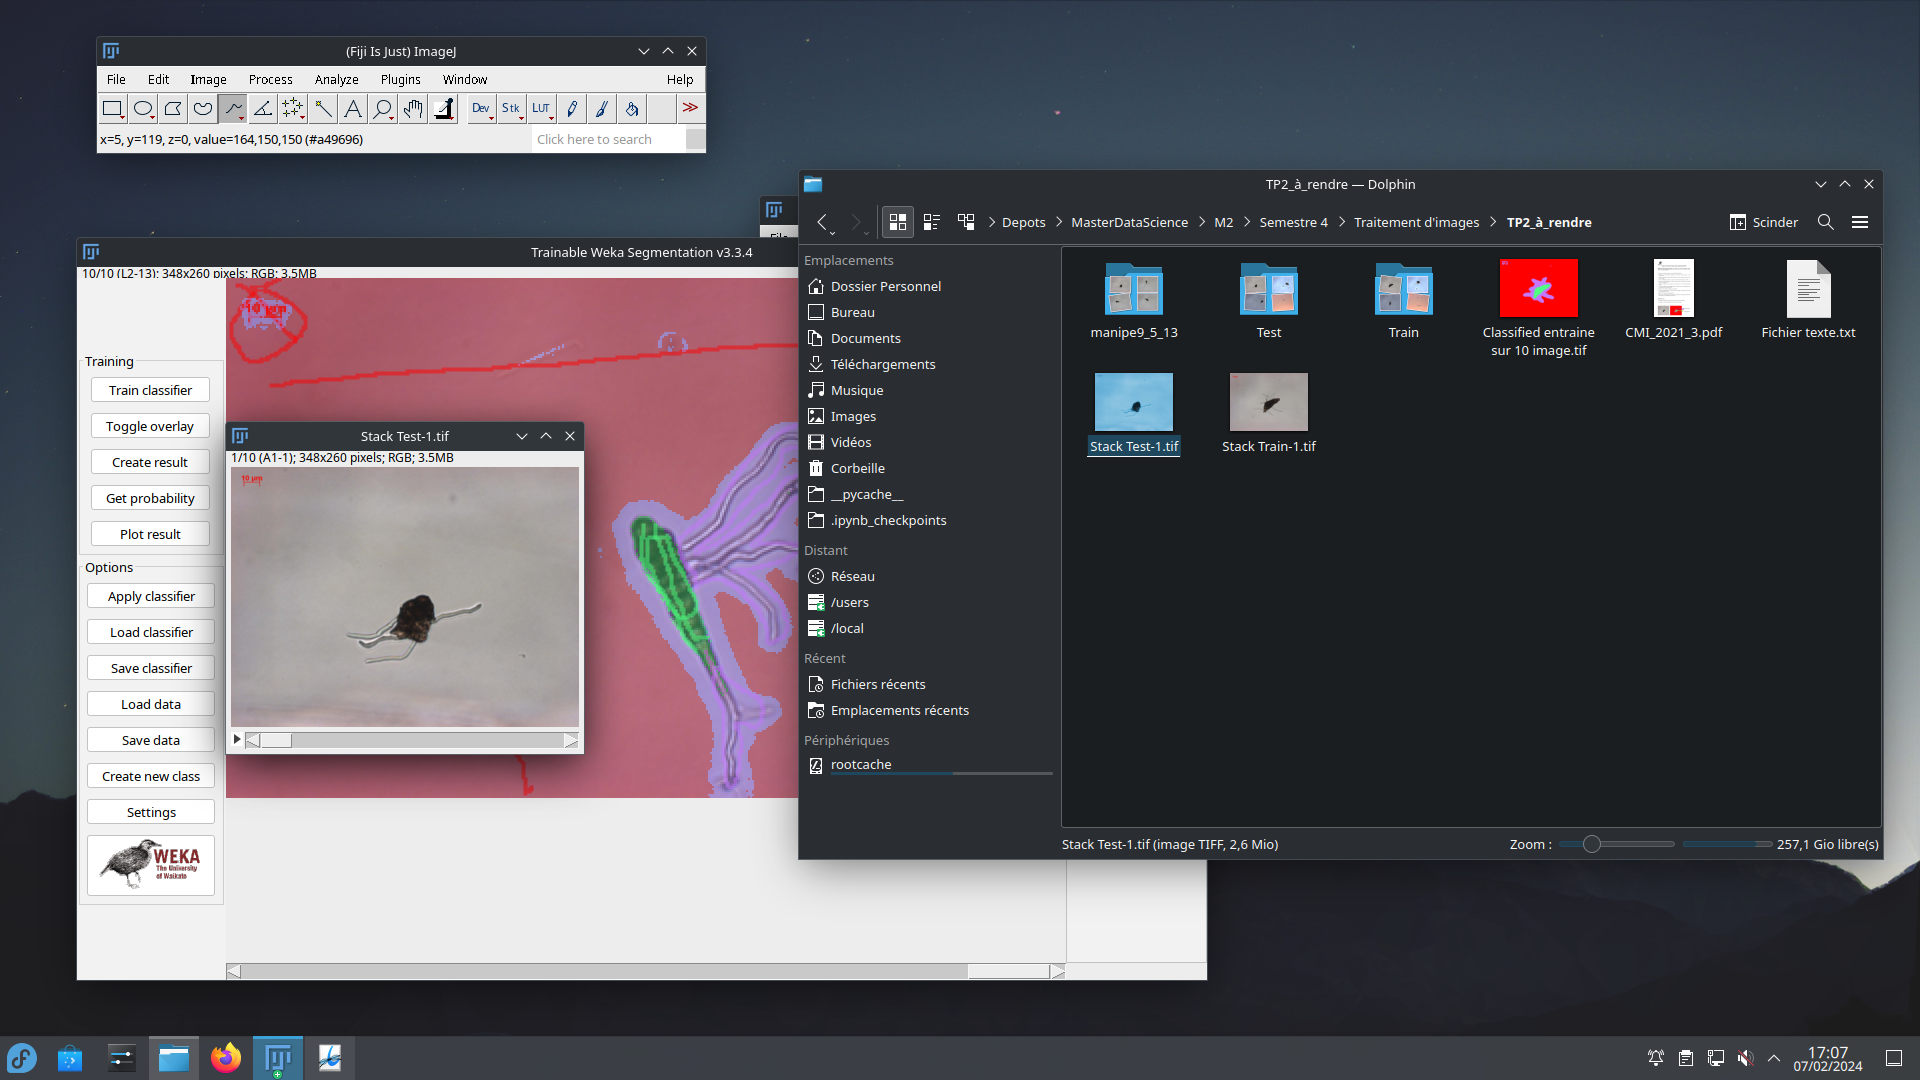 (Fiji Is Just) ImageJ
File Edit Image Process Analyze Plugins Window Help
Dev Stk LUT >>
x=5, y=119, z=0, value=164,150,150 (#a49696)
Click here to search
Trainable Weka Segmentation v3.3.4
10/10 (L2-13); 348x260 pixels; RGB; 3.5MB
Training
Train classifier
Toggle overlay
Create result
Get probability
Plot result
Options
Apply classifier
Load classifier
Save classifier
Load data
Save data
Create new class
Settings
WEKA
The University
of Waikato
Stack Test-1.tif
1/10 (A1-1); 348x260 pixels; RGB; 3.5MB
10 µm
TP2_à_rendre — Dolphin
Depots > MasterDataScience > M2 > Semestre 4 > Traitement d'images > TP2_à_rendre
Scinder
Emplacements
Dossier Personnel
Bureau
Documents
Téléchargements
Musique
Images
Vidéos
Corbeille
__pycache__
.ipynb_checkpoints
Distant
Réseau
/users
/local
Récent
Fichiers récents
Emplacements récents
Périphériques
rootcache
manipe9_5_13
Test
Train
Classified entraine
sur 10 image.tif
CMI_2021_3.pdf
Fichier texte.txt
Stack Test-1.tif
Stack Train-1.tif
Stack Test-1.tif (image TIFF, 2,6 Mio)
Zoom :
257,1 Gio libre(s)
17:07
07/02/2024